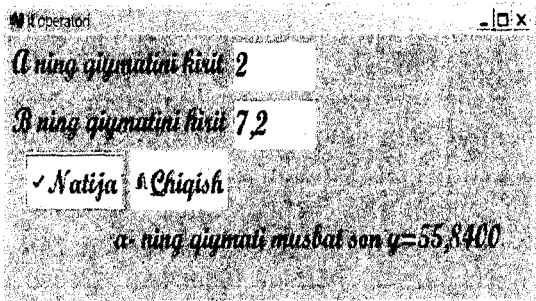 if operatori
A ning qiymatini kirit 2
B ning qiymatini kirit 7,2
Natija Chiqish
a- ning qiymati musbat son y=55,8400